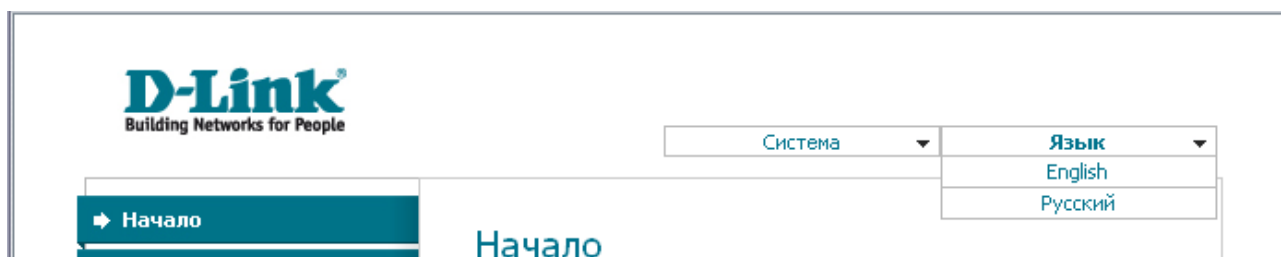 D-Link®
Building Networks for People
Система Язык
English
Русский
Начало
Начало